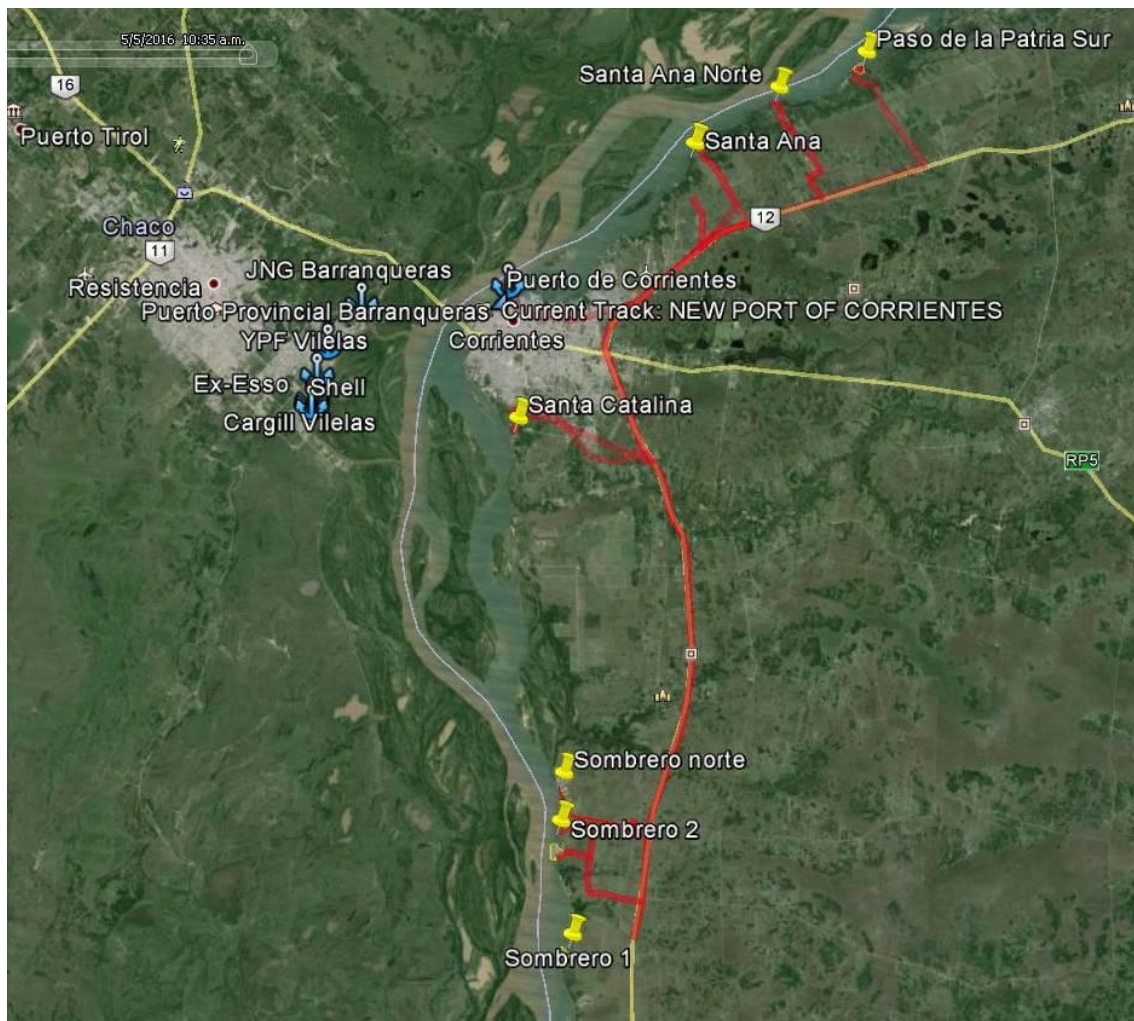 5/5/2016 10:35 a.m.
Paso de la Patria Sur
Santa Ana Norte
16
Puerto Tirol
Santa Ana
12
Chaco
11
JNG Barranqueras
Puerto de Corrientes
Resistencia
Puerto Provincial Barranqueras
Current Track: NEW PORT OF CORRIENTES
YPF Vilelas
Corrientes
Ex-Esso
Shell
Santa Catalina
Cargill Vilelas
RP5
Sombrero norte
Sombrero 2
Sombrero 1